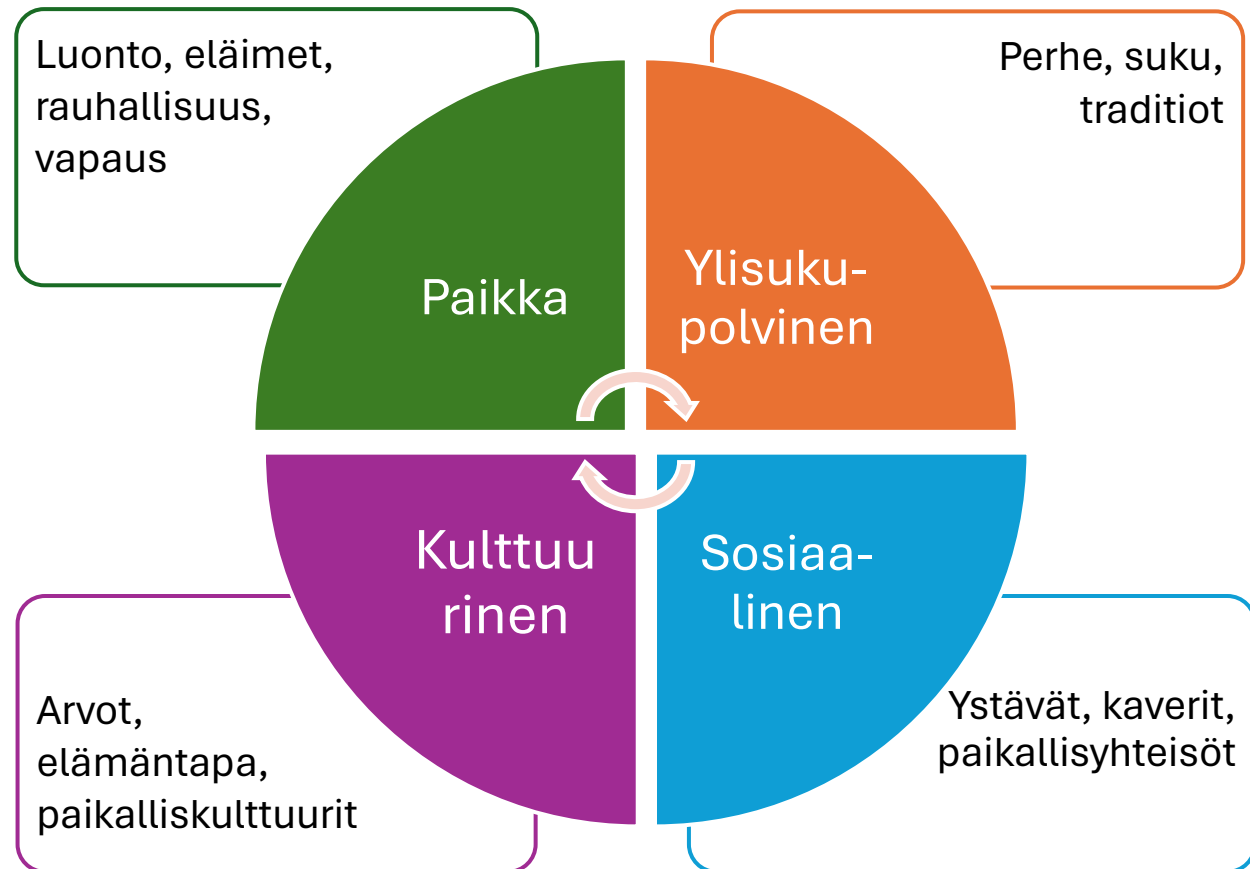 Luonto, eläimet,
rauhallisuus,
vapaus
Perhe, suku,
traditiot
Paikka
Ylisuku-
polvinen
Kulttuu
rinen
Sosiaa-
linen
Arvot,
elämäntapa,
paikalliskulttuurit
Ystävät, kaverit,
paikallisyhteisöt